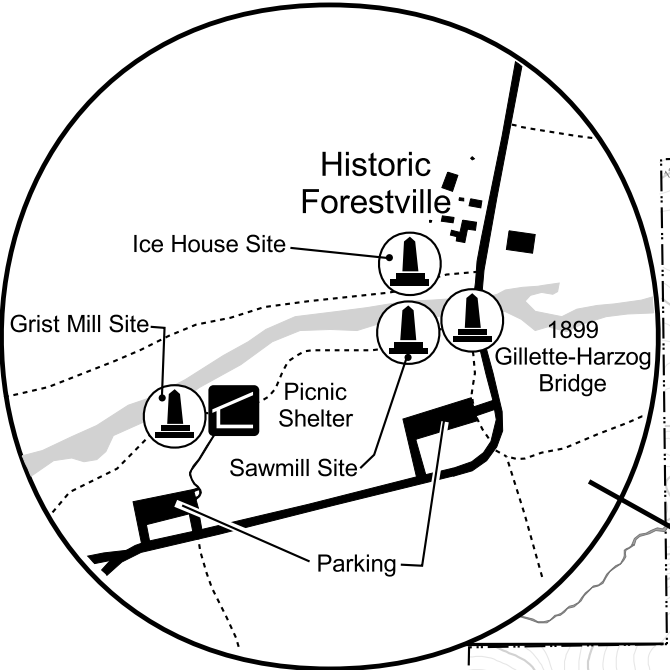 Historic
Forestville
Ice House Site
Grist Mill Site
1899
Gillette-Harzog
Bridge
Picnic
Shelter
Sawmill Site
Parking